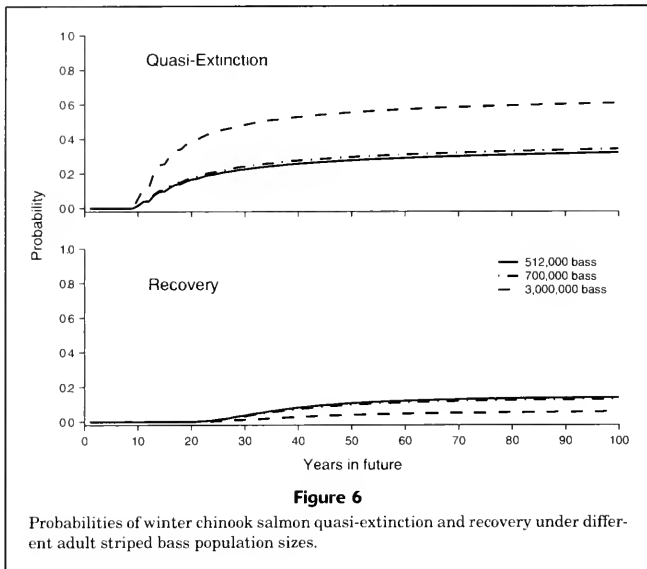 1.0
Quasi-Extinction
0.8
0.6
0.4
0.2
0.0
Probability
1.0
Recovery
512,000 bass
700,000 bass
3,000,000 bass
0.8
0.6
0.4
0.2
0.0
0 10 20 30 40 50 60 70 80 90 100
Years in future
Figure 6
Probabilities of winter chinook salmon quasi-extinction and recovery under differ-
ent adult striped bass population sizes.